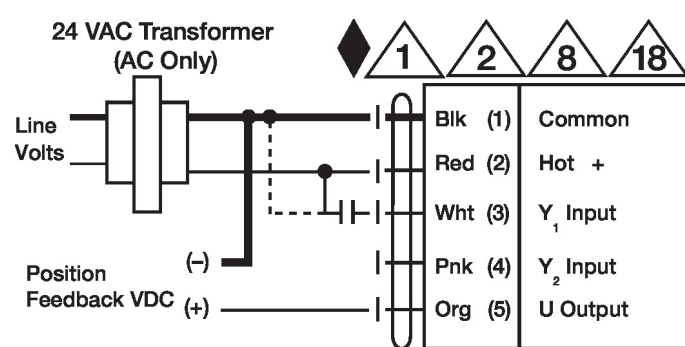 24 VAC Transformer
(AC Only)
1 2 8 18
Line
Volts
Blk (1) Common
Red (2) Hot +
Wht (3) Y1 Input
Pnk (4) Y2 Input
Org (5) U Output
Position
Feedback VDC
(–)
(+)